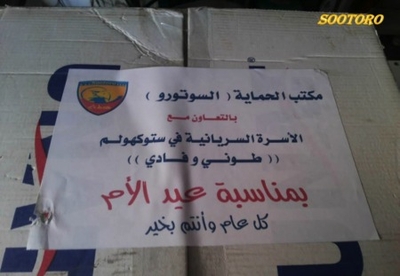 SOOTORO
مكتب الحماية ( السوتورو )
بالتعاون مع
الأسرة السريانية في ستوكهولم
(( طوني و فادي ))
بمناسبة عيد الأم
كل عام وأنتم بخير